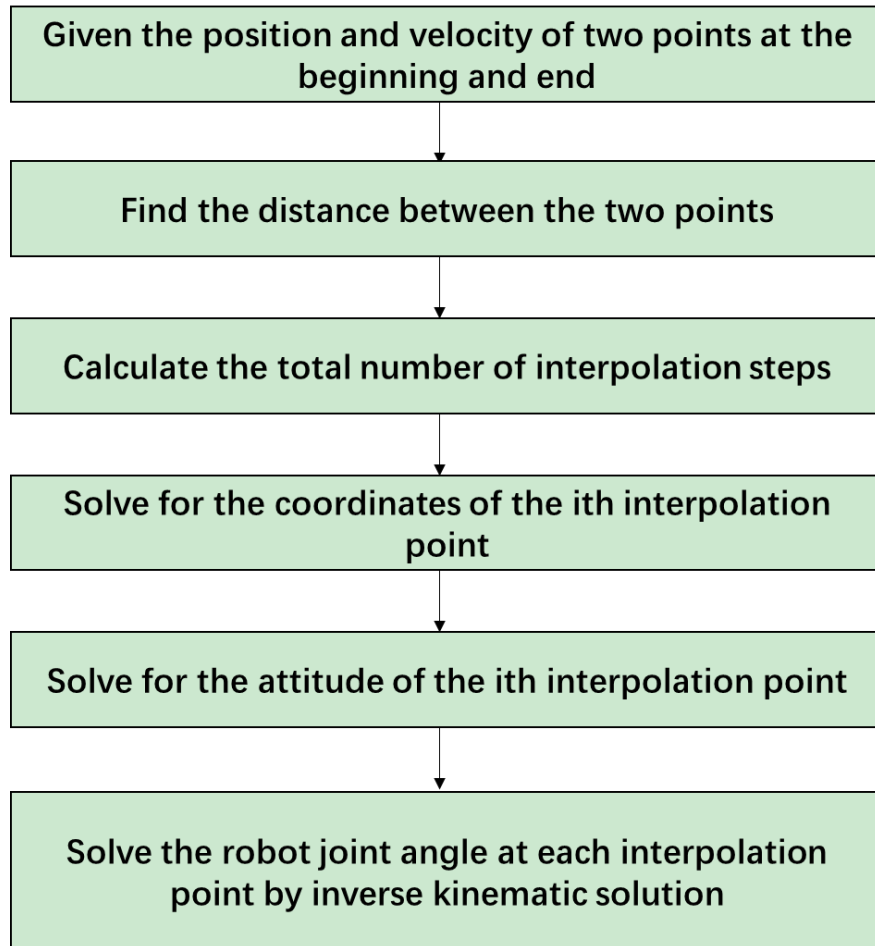 Given the position and velocity of two points at the
beginning and end
Find the distance between the two points
Calculate the total number of interpolation steps
Solve for the coordinates of the ith interpolation
point
Solve for the attitude of the ith interpolation point
Solve the robot joint angle at each interpolation
point by inverse kinematic solution